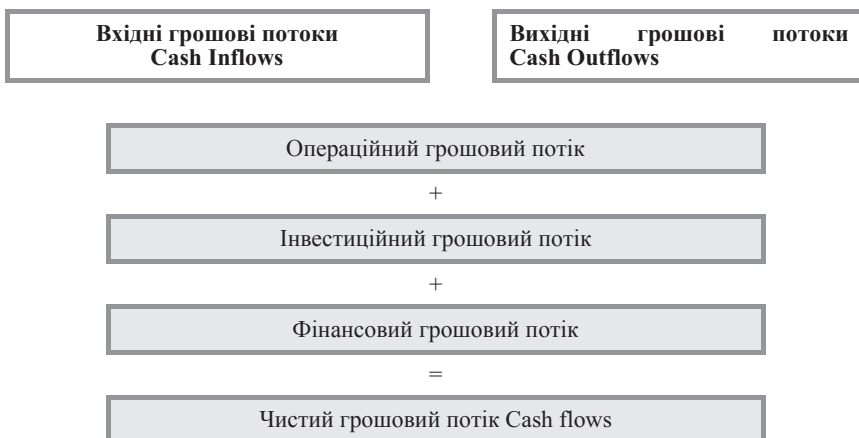 Вхідні грошові потоки
Cash Inflows
Вихідні грошові потоки
Cash Outflows
Операційний грошовий потік
+
Інвестиційний грошовий потік
+
Фінансовий грошовий потік
=
Чистий грошовий потік Cash flows